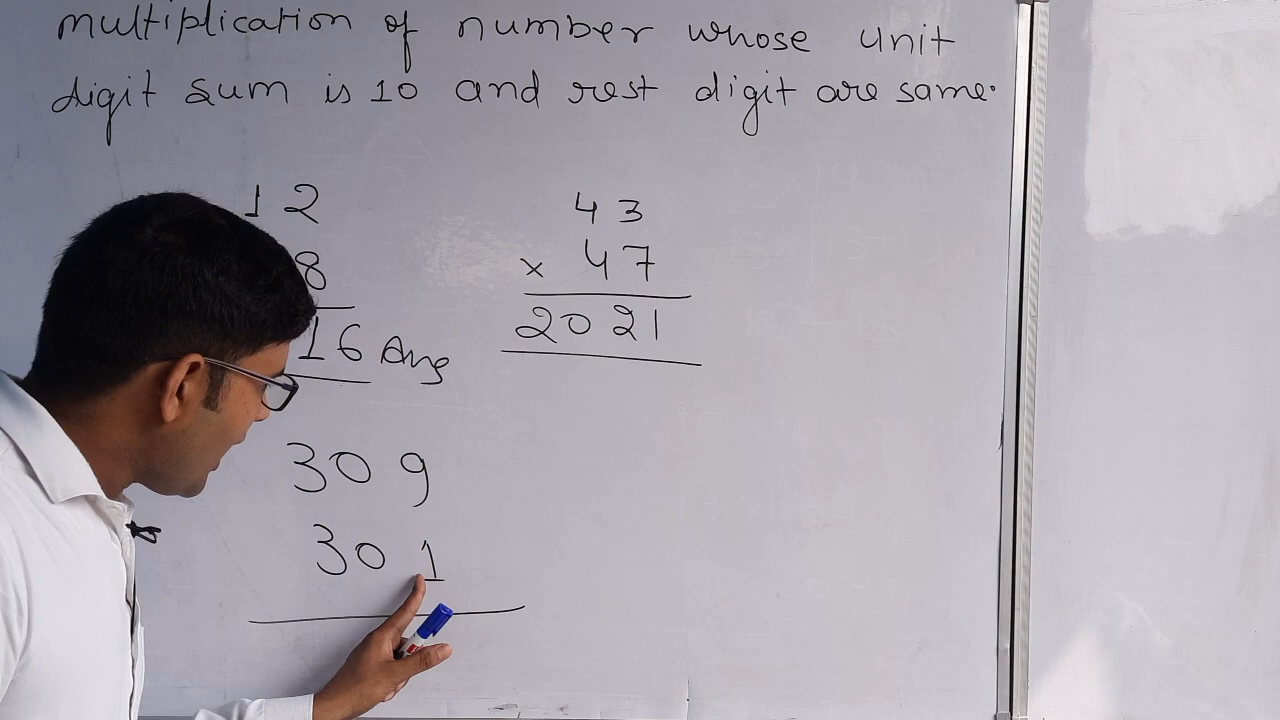 multiplication of number whose unit
digit sum is 10 and rest digit are same.
12
8
16 Ans
43
× 47
2021
309
301